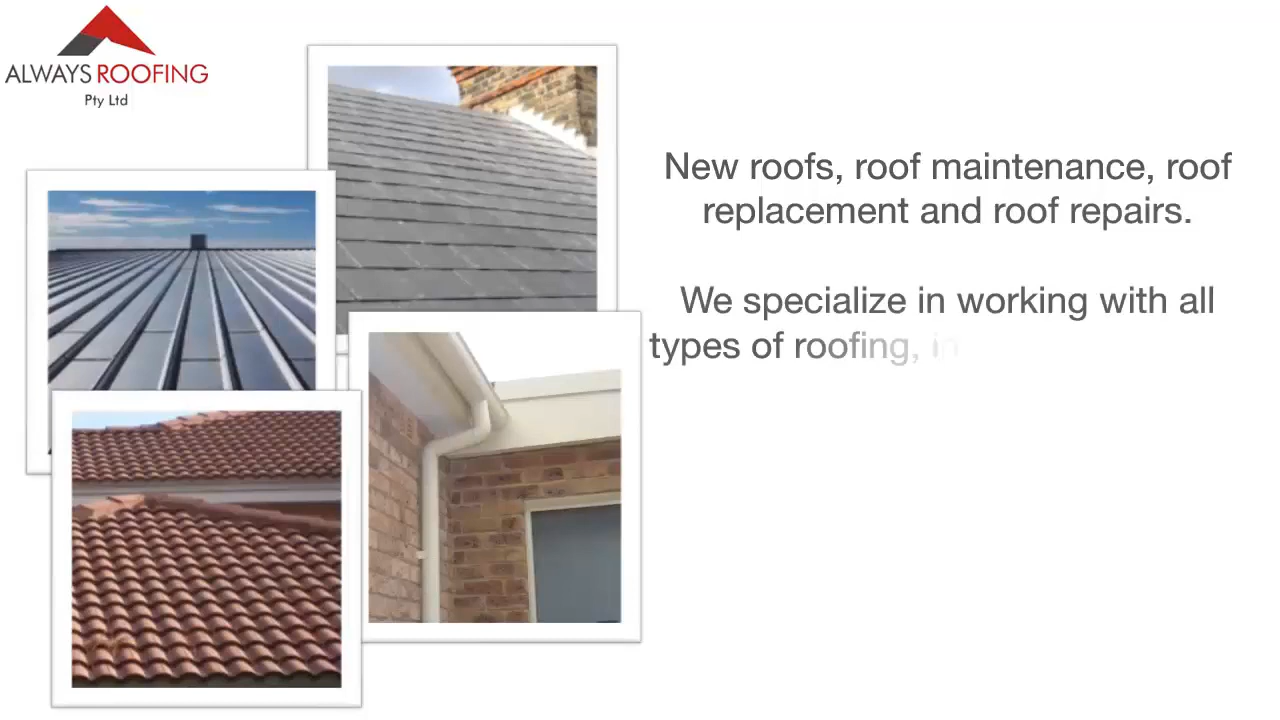 ALWAYS ROOFING
Pty Ltd
New roofs, roof maintenance, roof
replacement and roof repairs.
We specialize in working with all
types of roofing,